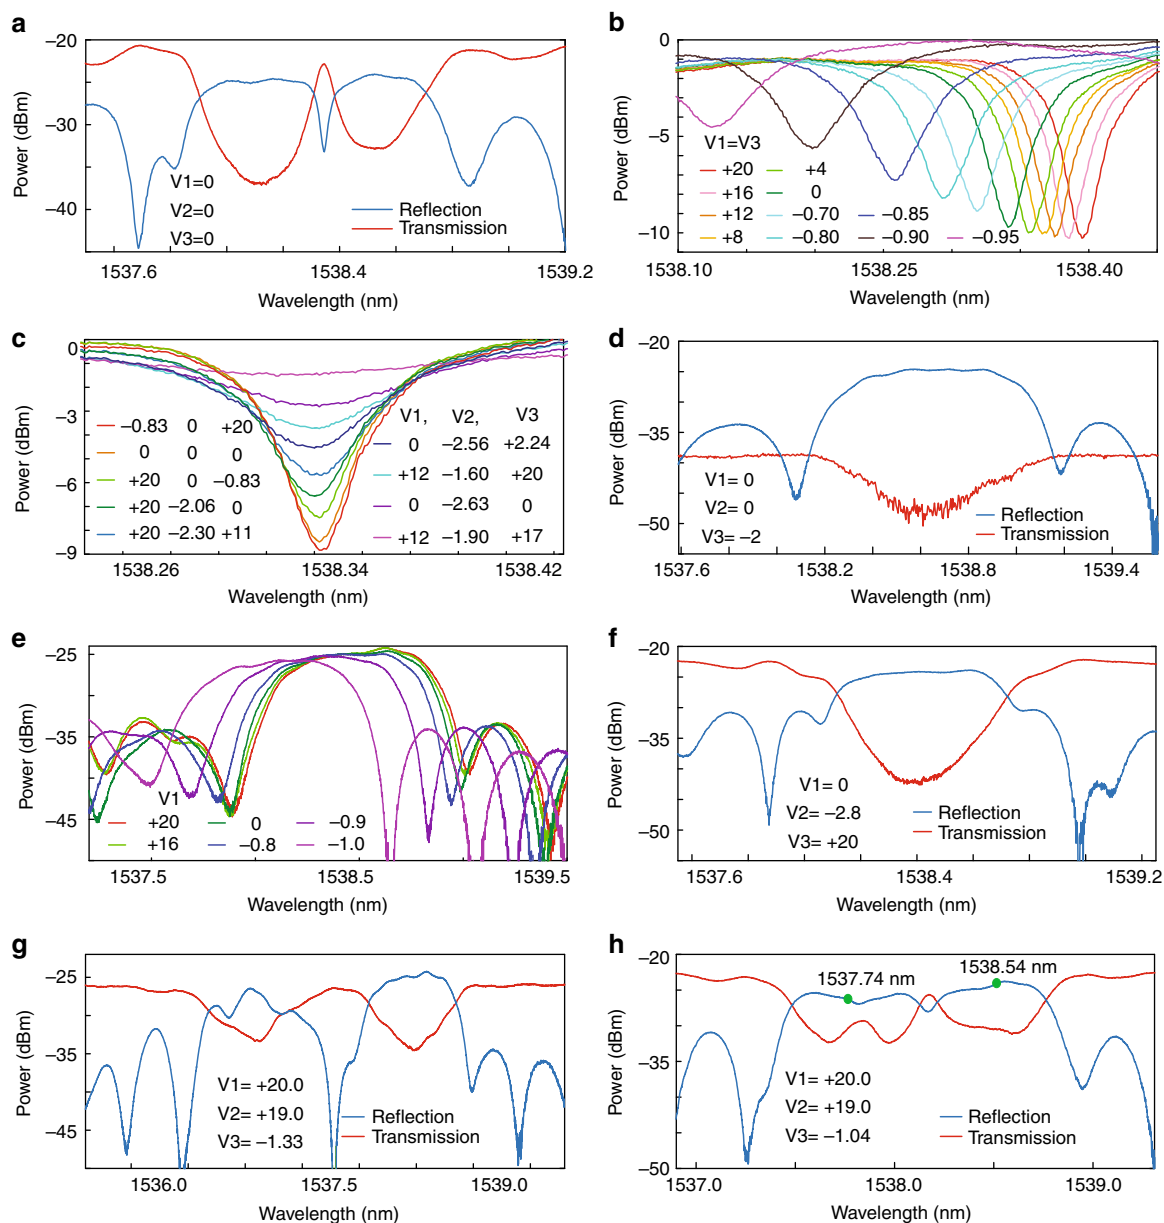 a
−20
−30
−40
Power (dBm)
V1=0
V2=0
V3=0
Reflection
Transmission
1537.6
1538.4
1539.2
Wavelength (nm)
b
0
−5
−10
Power (dBm)
V1=V3
+20
+4
+16
0
+12
−0.70
−0.85
+8
−0.80
−0.90
−0.95
1538.10
1538.25
1538.40
Wavelength (nm)
c
0
−3
−6
−9
Power (dBm)
−0.83 0 +20
0 0 0
+20 0 −0.83
+20 −2.06 0
+20 −2.30 +11
V1, V2, V3
0 −2.56 +2.24
+12 −1.60 +20
0 −2.63 0
+12 −1.90 +17
1538.26
1538.34
1538.42
Wavelength (nm)
d
−20
−35
−50
Power (dBm)
V1= 0
V2= 0
V3= −2
Reflection
Transmission
1537.6
1538.2
1538.8
1539.4
Wavelength (nm)
e
−25
−35
−45
Power (dBm)
V1
+20
0
−0.9
+16
−0.8
−1.0
1537.5
1538.5
1539.5
Wavelength (nm)
f
−20
−35
−50
Power (dBm)
V1= 0
V2= −2.8
V3= +20
Reflection
Transmission
1537.6
1538.4
1539.2
Wavelength (nm)
g
−25
−35
−45
Power (dBm)
V1= +20.0
V2= +19.0
V3= −1.33
Reflection
Transmission
1536.0
1537.5
1539.0
Wavelength (nm)
h
−20
−35
−50
Power (dBm)
1537.74 nm
1538.54 nm
V1= +20.0
V2= +19.0
V3= −1.04
Reflection
Transmission
1537.0
1538.0
1539.0
Wavelength (nm)